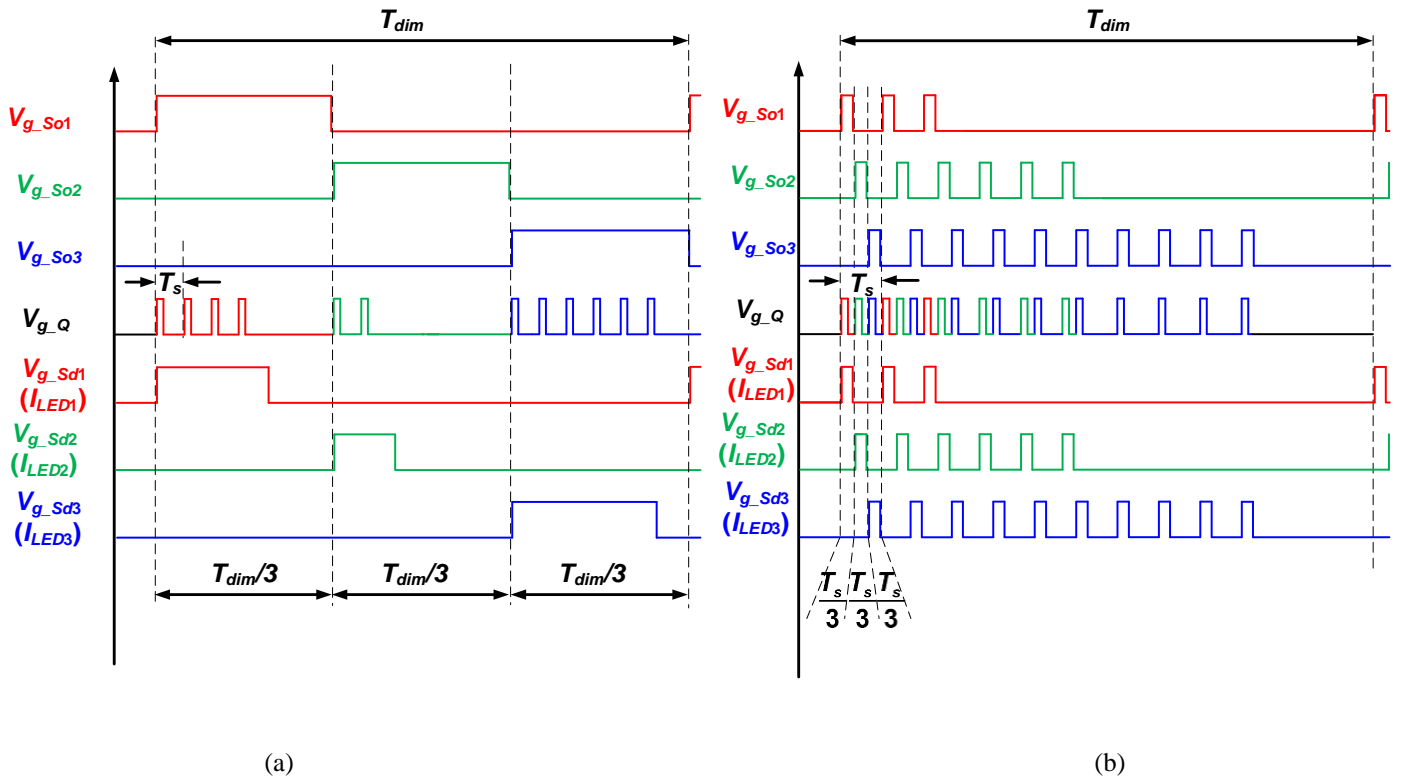 T_dim
V_g_So1
V_g_So2
V_g_So3
T_s
V_g_Q
V_g_Sd1
(I_LED1)
V_g_Sd2
(I_LED2)
V_g_Sd3
(I_LED3)
T_dim/3 T_dim/3 T_dim/3
(a)
T_dim
V_g_So1
V_g_So2
V_g_So3
T_s
V_g_Q
V_g_Sd1
(I_LED1)
V_g_Sd2
(I_LED2)
V_g_Sd3
(I_LED3)
T_s T_s T_s
3 3 3
(b)